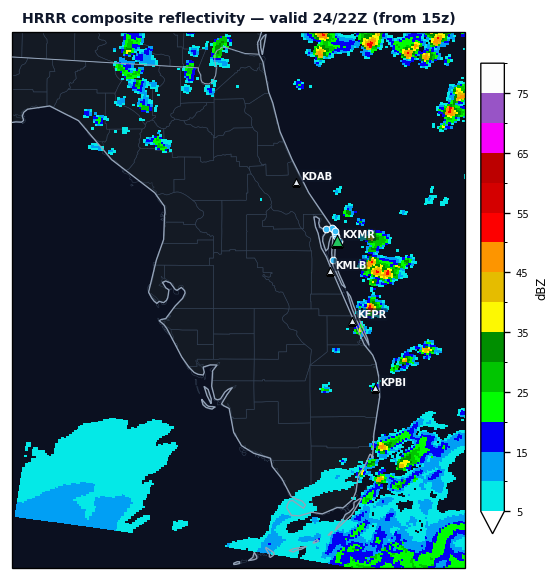 HRRR composite reflectivity — valid 24/22Z (from 15z)
KDAB
KXMR
KMLB
KFPR
KPBI
75
65
55
45
35
25
15
5
dBZ